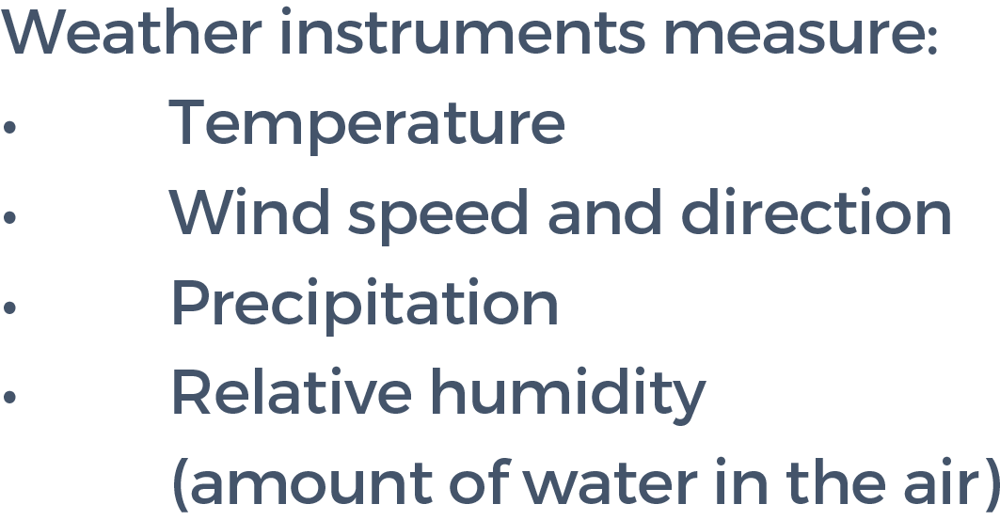 Weather instruments measure:
• Temperature
• Wind speed and direction
• Precipitation
• Relative humidity
(amount of water in the air)